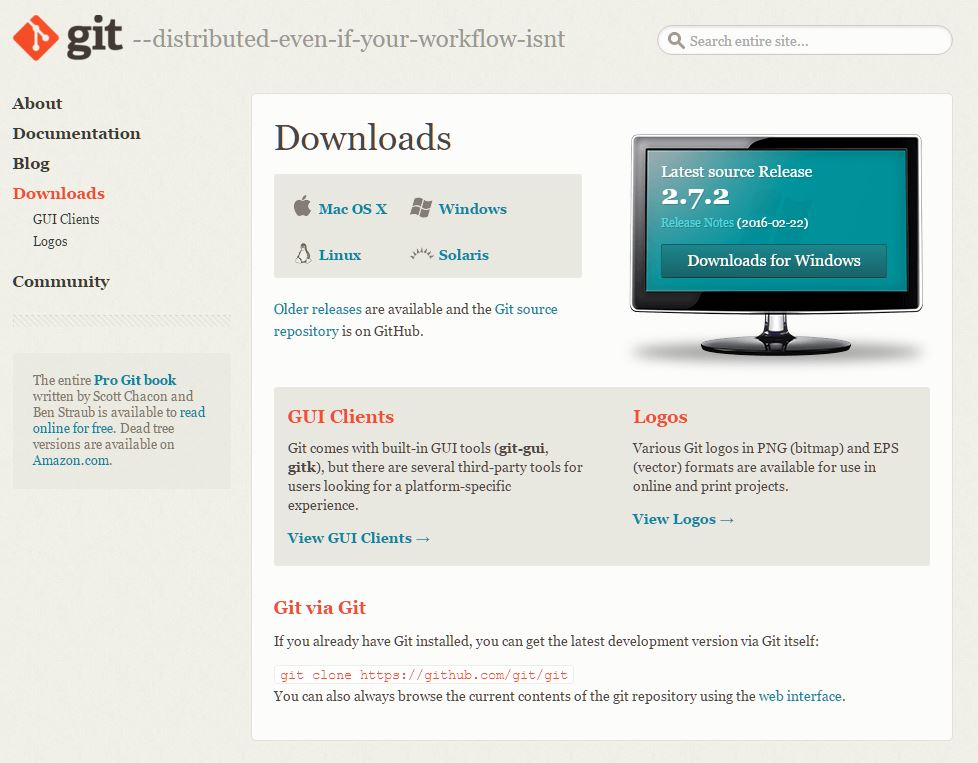 git --distributed-even-if-your-workflow-isnt
Search entire site...
About
Documentation
Blog
Downloads
GUI Clients
Logos
Community
The entire Pro Git book
written by Scott Chacon and
Ben Straub is available to read
online for free. Dead tree
versions are available on
Amazon.com.
Downloads
Mac OS X
Windows
Linux
Solaris
Older releases are available and the Git source
repository is on GitHub.
Latest source Release
2.7.2
Release Notes (2016-02-22)
Downloads for Windows
GUI Clients
Git comes with built-in GUI tools (git-gui,
gitk), but there are several third-party tools for
users looking for a platform-specific
experience.
View GUI Clients →
Logos
Various Git logos in PNG (bitmap) and EPS
(vector) formats are available for use in
online and print projects.
View Logos →
Git via Git
If you already have Git installed, you can get the latest development version via Git itself:
git clone https://github.com/git/git
You can also always browse the current contents of the git repository using the web interface.